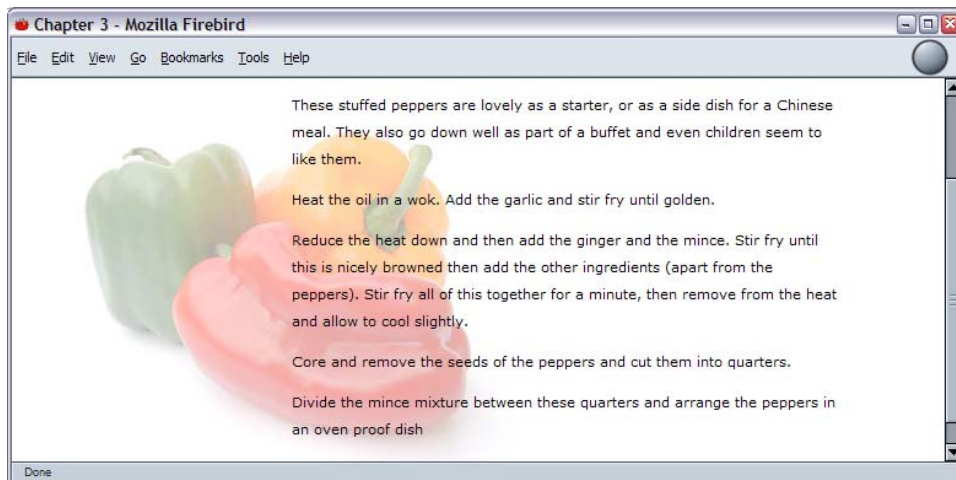 Chapter 3 - Mozilla Firebird
File Edit View Go Bookmarks Tools Help
These stuffed peppers are lovely as a starter, or as a side dish for a Chinese
meal. They also go down well as part of a buffet and even children seem to
like them.
Heat the oil in a wok. Add the garlic and stir fry until golden.
Reduce the heat down and then add the ginger and the mince. Stir fry until
this is nicely browned then add the other ingredients (apart from the
peppers). Stir fry all of this together for a minute, then remove from the heat
and allow to cool slightly.
Core and remove the seeds of the peppers and cut them into quarters.
Divide the mince mixture between these quarters and arrange the peppers in
an oven proof dish
Done